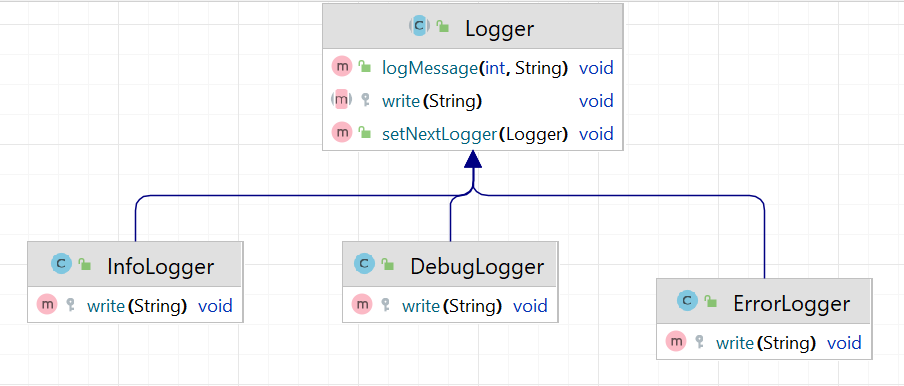 Logger
logMessage(int, String) void
write(String) void
setNextLogger(Logger) void
InfoLogger
write(String) void
DebugLogger
write(String) void
ErrorLogger
write(String) void